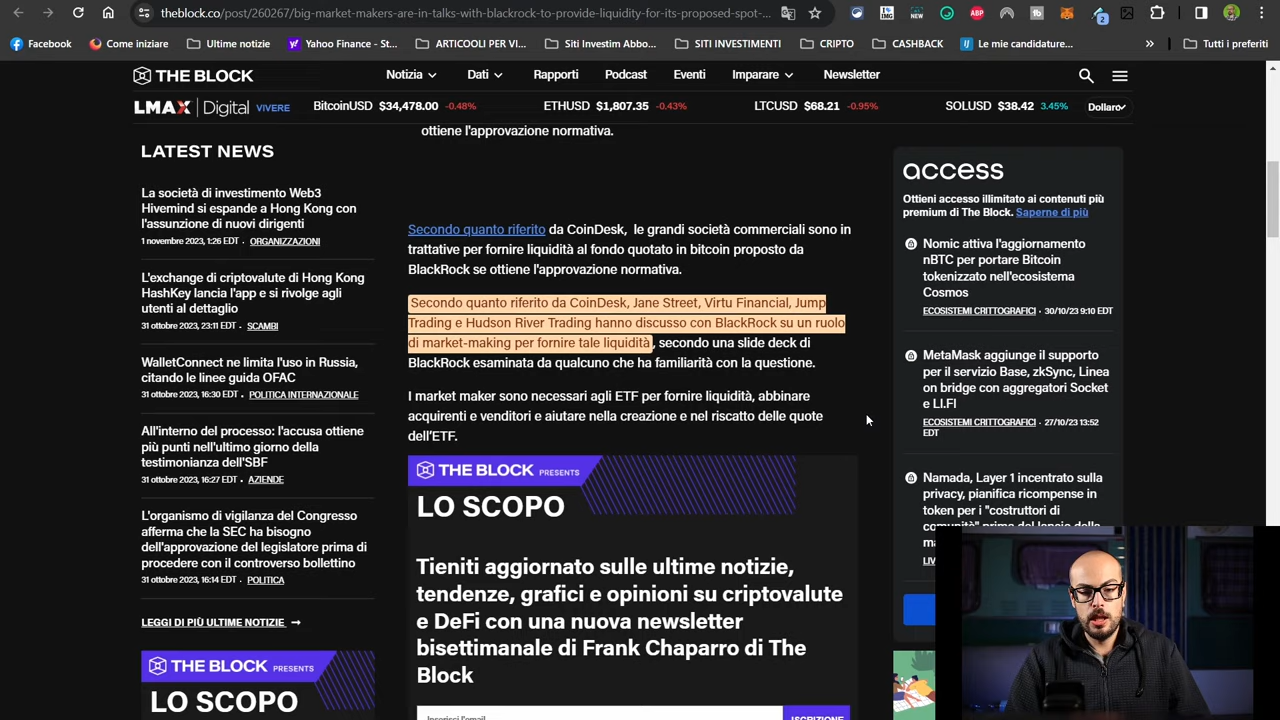 theblock.co/post/260267/big-market-makers-are-in-talks-with-blackrock-to-provide-liquidity-for-its-proposed-spot-...
Facebook
Come iniziare
Ultime notizie
Yahoo Finance - St...
ARTICOOLI PER VI...
Siti Investim Abbo...
SITI INVESTIMENTI
CRIPTO
CASHBACK
Le mie candidature...
»
Tutti i preferiti
THE BLOCK
Notizia
Dati
Rapporti
Podcast
Eventi
Imparare
Newsletter
LMAX Digital VIVERE
BitcoinUSD $34,478.00 -0.48%
ETHUSD $1,807.35 -0.43%
LTCUSD $68.21 -0.95%
SOLUSD $38.42 3.45%
Dollaro
LATEST NEWS
La società di investimento Web3
Hivemind si espande a Hong Kong con
l'assunzione di nuovi dirigenti
1 novembre 2023, 1:26 EDT • ORGANIZZAZIONI
L'exchange di criptovalute di Hong Kong
HashKey lancia l'app e si rivolge agli
utenti al dettaglio
31 ottobre 2023, 23:11 EDT • SCAMBI
WalletConnect ne limita l'uso in Russia,
citando le linee guida OFAC
31 ottobre 2023, 16:30 EDT • POLITICA INTERNAZIONALE
All'interno del processo: l'accusa ottiene
più punti nell'ultimo giorno della
testimonianza dell'SBF
31 ottobre 2023, 16:27 EDT • AZIENDE
L'organismo di vigilanza del Congresso
afferma che la SEC ha bisogno
dell'approvazione del legislatore prima di
procedere con il controverso bollettino
31 ottobre 2023, 16:14 EDT • POLITICA
LEGGI DI PIÙ ULTIME NOTIZIE →
THE BLOCK PRESENTS
LO SCOPO
ottiene l'approvazione normativa.
Secondo quanto riferito da CoinDesk, le grandi società commerciali sono in
trattative per fornire liquidità al fondo quotato in bitcoin proposto da
BlackRock se ottiene l'approvazione normativa.
Secondo quanto riferito da CoinDesk, Jane Street, Virtu Financial, Jump
Trading e Hudson River Trading hanno discusso con BlackRock su un ruolo
di market-making per fornire tale liquidità, secondo una slide deck di
BlackRock esaminata da qualcuno che ha familiarità con la questione.
I market maker sono necessari agli ETF per fornire liquidità, abbinare
acquirenti e venditori e aiutare nella creazione e nel riscatto delle quote
dell'ETF.
THE BLOCK PRESENTS
LO SCOPO
Tieniti aggiornato sulle ultime notizie,
tendenze, grafici e opinioni su criptovalute
e DeFi con una nuova newsletter
bisettimanale di Frank Chaparro di The
Block
Inserisci l'email
ISCRIZIONE
access
Ottieni accesso illimitato ai contenuti più
premium di The Block. Saperne di più
Nomic attiva l'aggiornamento
nBTC per portare Bitcoin
tokenizzato nell'ecosistema
Cosmos
ECOSISTEMI CRITTOGRAFICI • 30/10/23 9:10 EDT
MetaMask aggiunge il supporto
per il servizio Base, zkSync, Linea
on bridge con aggregatori Socket
e LI.FI
ECOSISTEMI CRITTOGRAFICI • 27/10/23 13:52
EDT
Namada, Layer 1 incentrato sulla
privacy, pianifica ricompense in
token per i "costruttori di
comunità" prima del lancio della